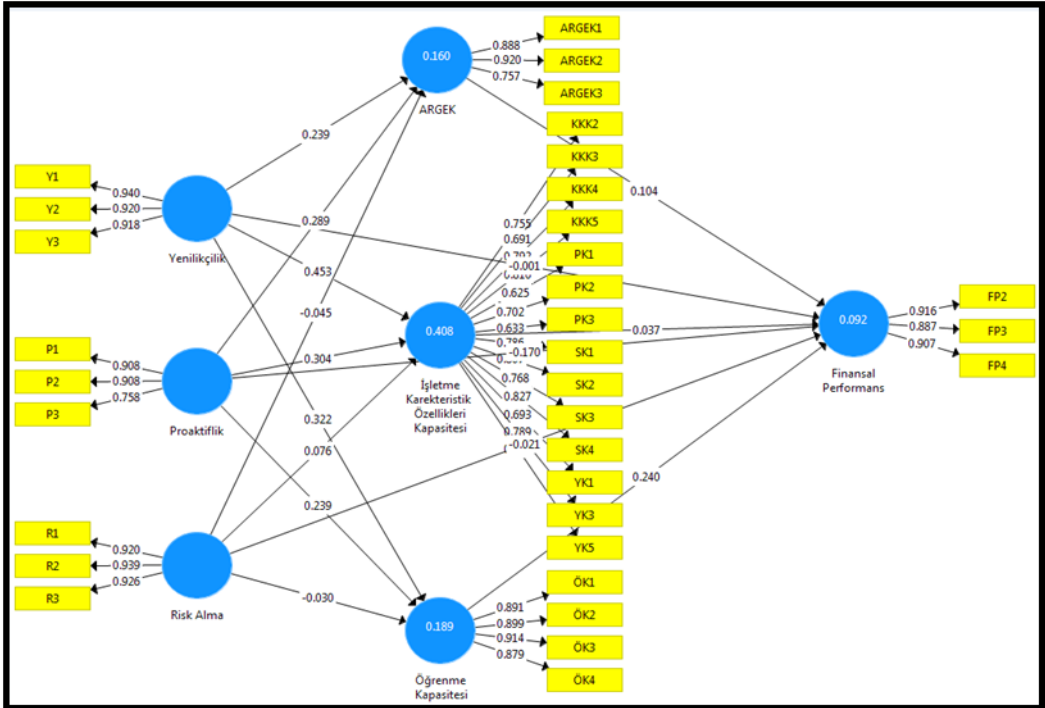 0.160
ARGEK
0.888
0.920
0.757
ARGEK1
ARGEK2
ARGEK3
0.239
0.289
0.453
-0.045
0.304
0.322
0.076
0.239
-0.030
Y1
Y2
Y3
0.940
0.920
0.918
Yenilikçilik
P1
P2
P3
0.908
0.908
0.758
Proaktiflik
R1
R2
R3
0.920
0.939
0.926
Risk Alma
0.408
İşletme
Karekteristik
Özellikleri
Kapasitesi
0.755
0.691
-0.001
0.625
0.702
0.633
0.786
-0.170
0.768
0.827
0.693
0.789
-0.021
KKK2
KKK3
KKK4
KKK5
PK1
PK2
PK3
SK1
SK2
SK3
SK4
YK1
YK3
YK5
0.104
0.037
0.240
0.189
Öğrenme
Kapasitesi
0.891
0.899
0.914
0.879
ÖK1
ÖK2
ÖK3
ÖK4
0.092
Finansal
Performans
0.916
0.887
0.907
FP2
FP3
FP4